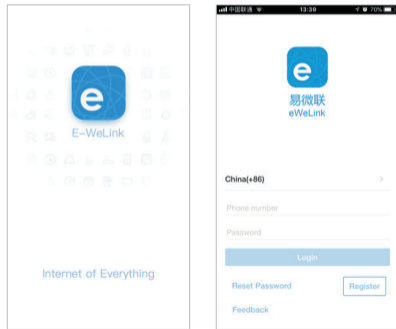 e
E-WeLink
Internet of Everything
中国联通 13:39 70%
e
易微联
eWeLink
China(+86)
Phone number
Password
Login
Reset Password
Register
Feedback